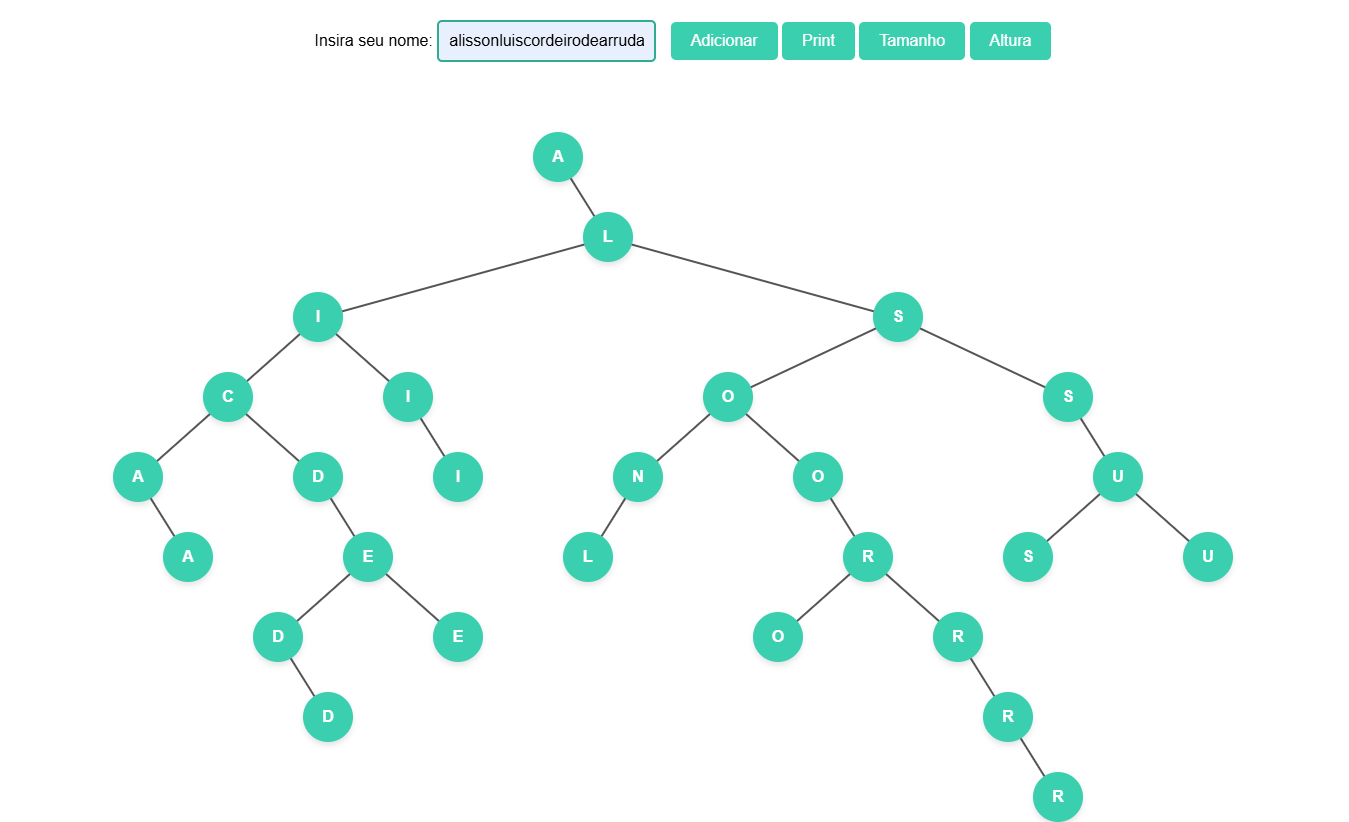 Insira seu nome: alissonluiscordeirodearruda Adicionar Print Tamanho Altura
A
L
I S
C I O S
A D I N O U
A E L R S U
D E O R
D R
R